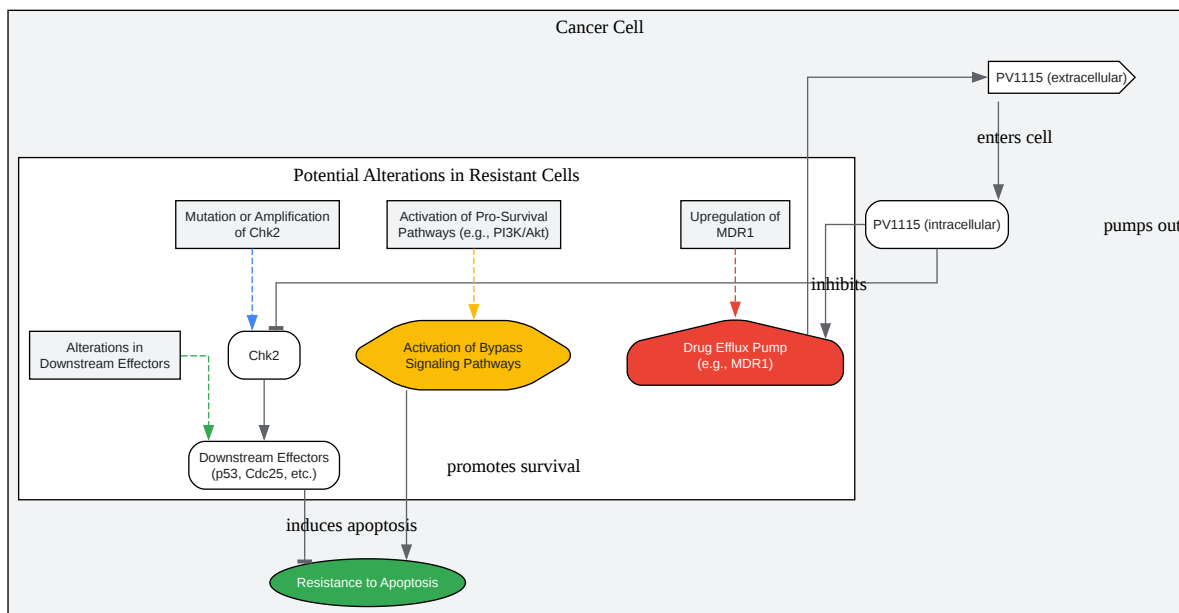 Cancer Cell
PV1115 (extracellular)
enters cell
Potential Alterations in Resistant Cells
Mutation or Amplification
of Chk2
Activation of Pro-Survival
Pathways (e.g., PI3K/Akt)
Upregulation of
MDR1
PV1115 (intracellular)
pumps out
inhibits
Alterations in
Downstream Effectors
Chk2
Activation of Bypass
Signaling Pathways
Drug Efflux Pump
(e.g., MDR1)
Downstream Effectors
(p53, Cdc25, etc.)
promotes survival
induces apoptosis
Resistance to Apoptosis